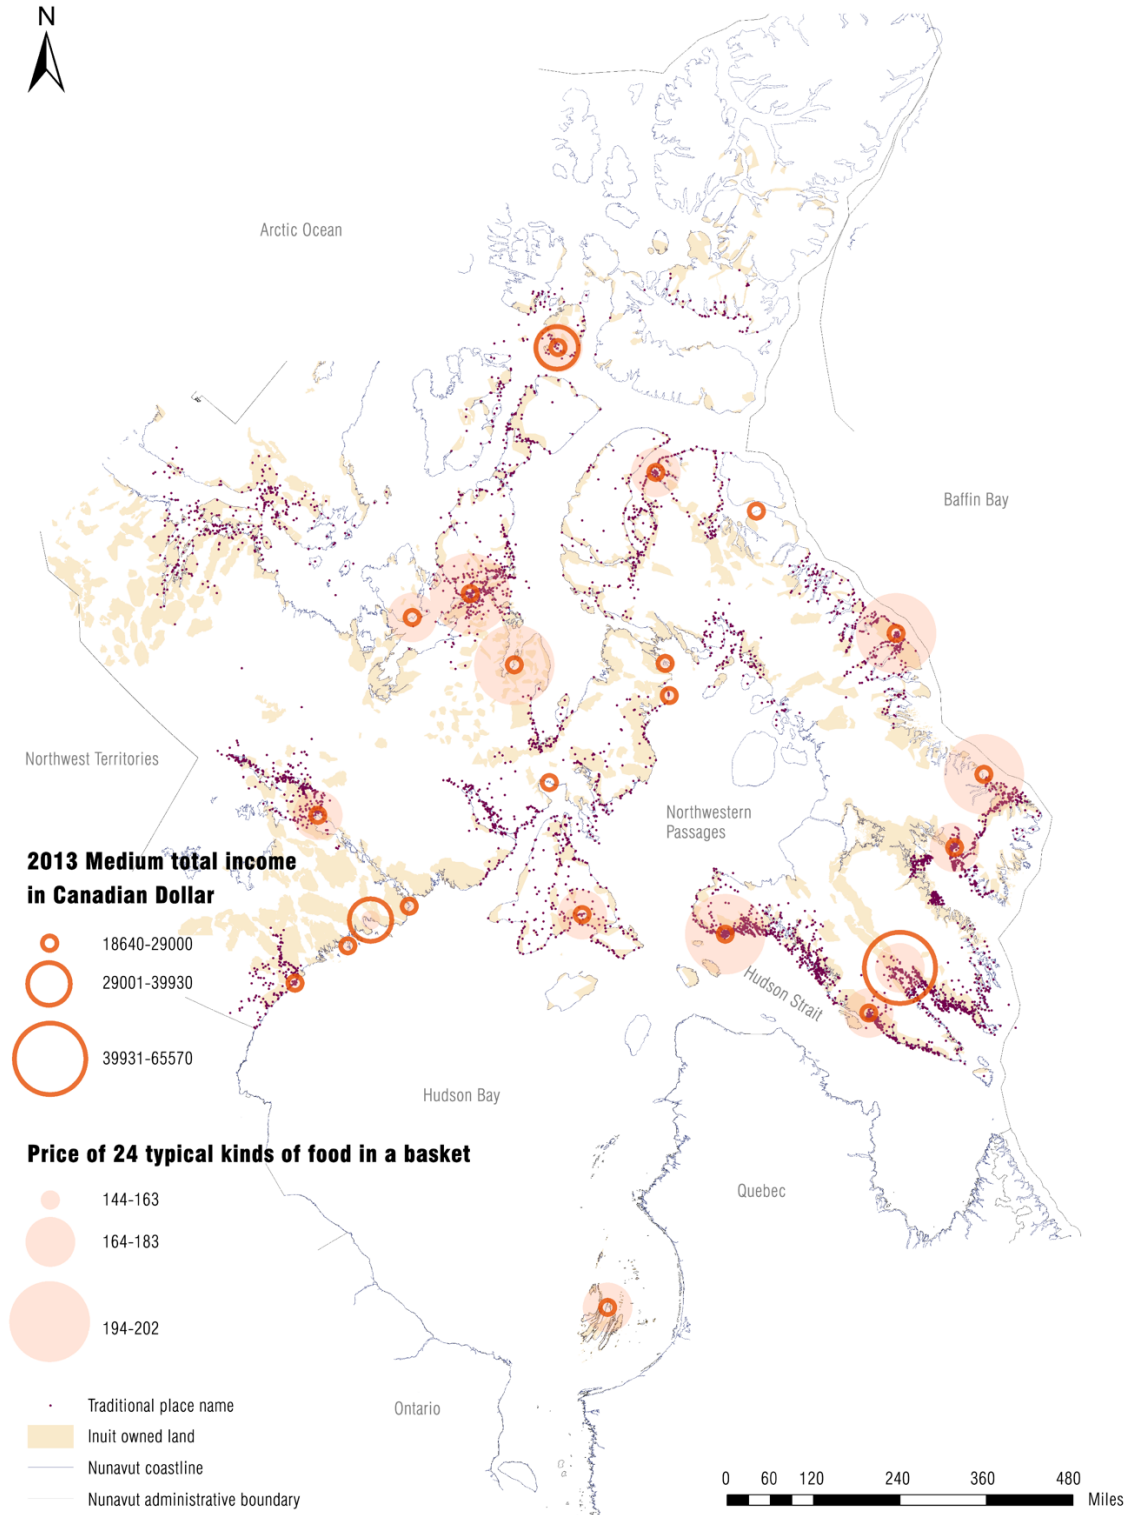 N
Arctic Ocean
Baffin Bay
Northwest Territories
Northwestern
Passages
2013 Medium total income
in Canadian Dollar
18640-29000
29001-39930
39931-65570
Hudson Strait
Hudson Bay
Price of 24 typical kinds of food in a basket
144-163
164-183
194-202
Quebec
Ontario
Traditional place name
Inuit owned land
Nunavut coastline
Nunavut administrative boundary
0 60 120 240 360 480
Miles